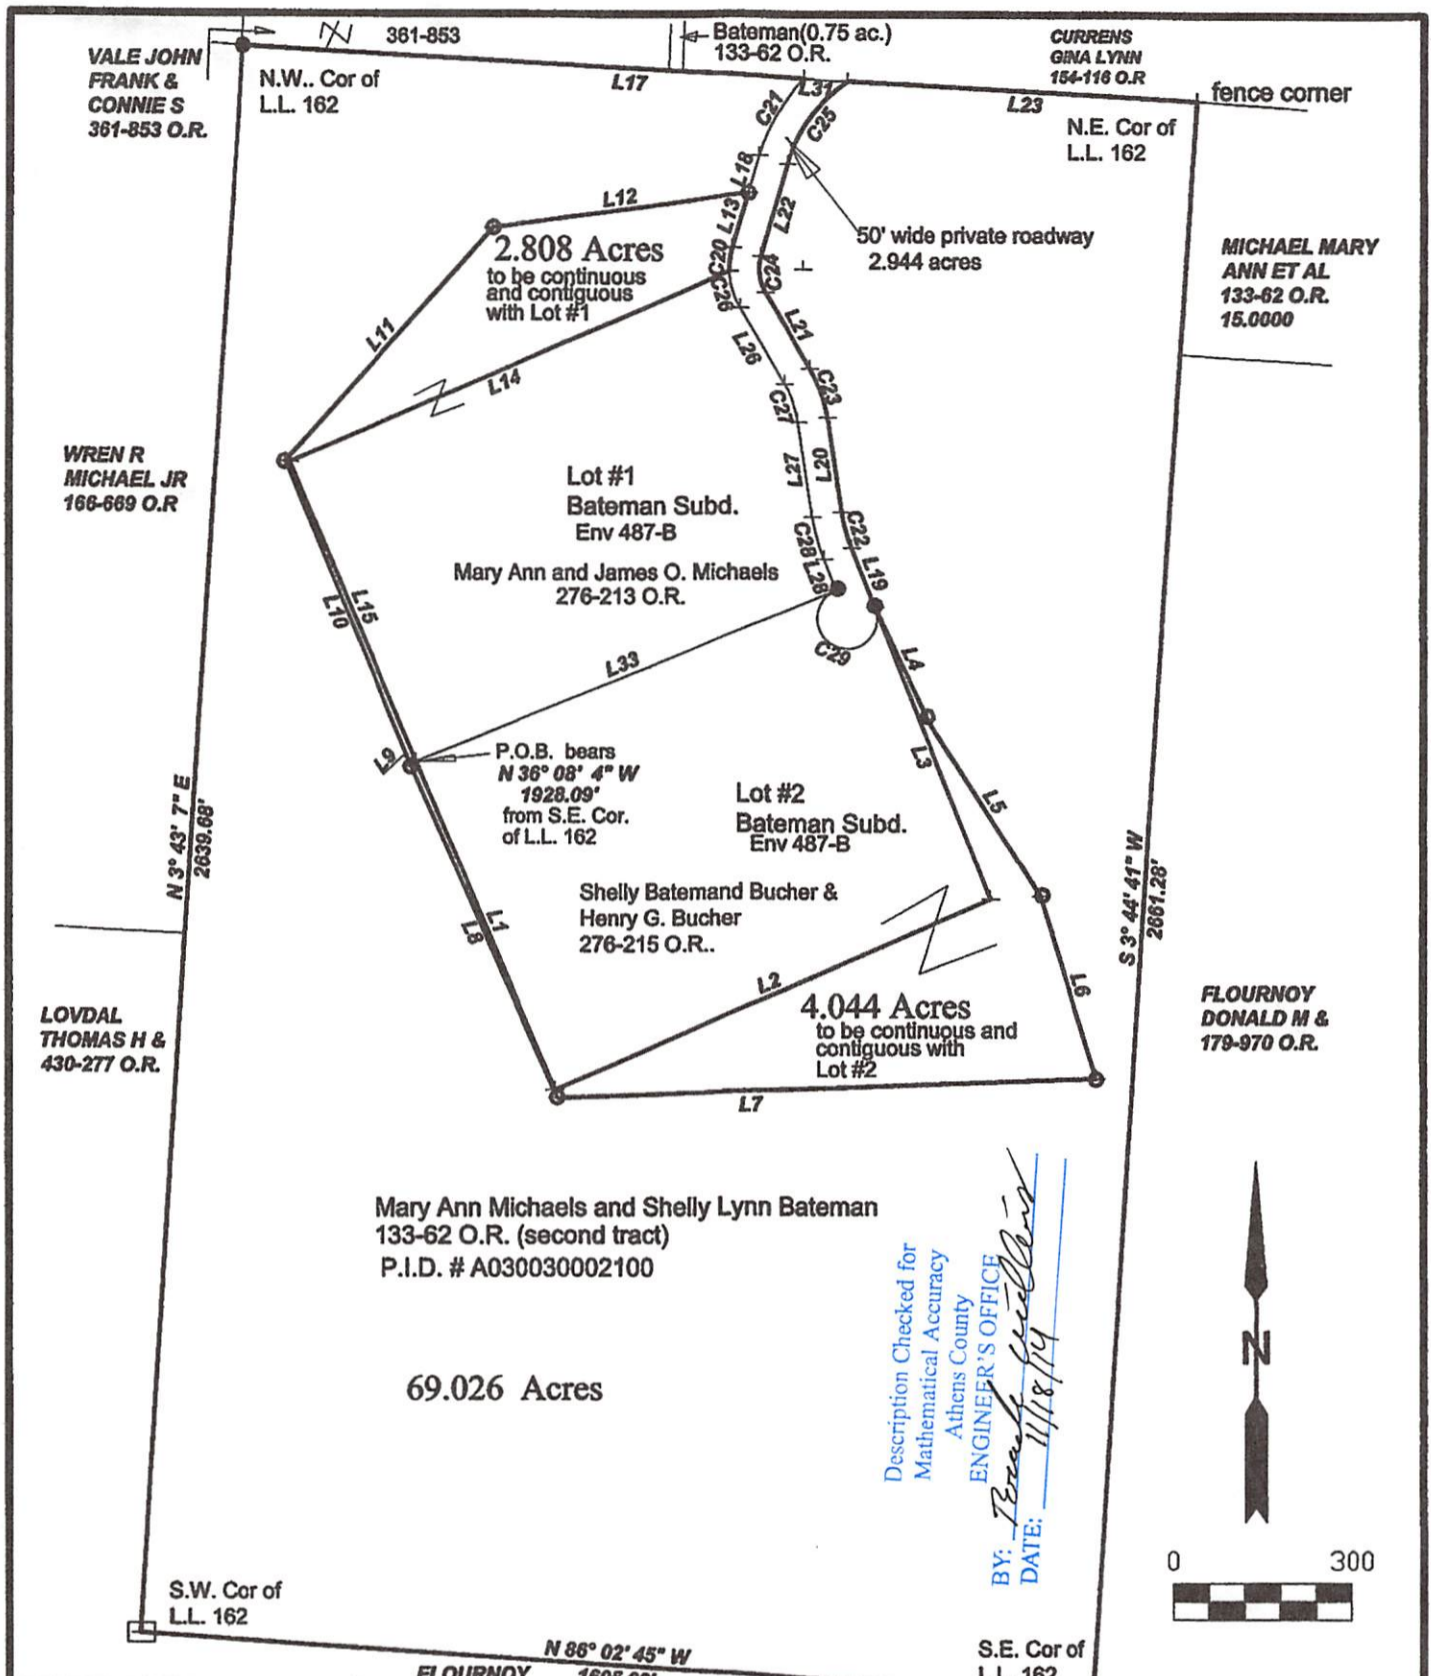 361-853
Bateman(0.75 ac.)
133-62 O.R.
CURRENS
GINA LYNN
154-116 O.R
VALE JOHN
FRANK &
CONNIE S
361-853 O.R.
N.W.. Cor of
L.L. 162
L17
L31
L23
fence corner
N.E. Cor of
L.L. 162
C21
C25
L18
L12
L13
L22
50' wide private roadway
2.944 acres
2.808 Acres
to be continuous
and contiguous
with Lot #1
C20
C24
C26
MICHAEL MARY
ANN ET AL
133-62 O.R.
15.0000
L11
L14
L21
L26
C23
C27
WREN R
MICHAEL JR
166-669 O.R
Lot #1
Bateman Subd.
Env 487-B
L27
L20
C22
C28
L19
L28
Mary Ann and James O. Michaels
276-213 O.R.
L15
L10
C29
L33
L4
L3
L9
P.O.B. bears
N 36° 08' 4" W
1928.09'
from S.E. Cor.
of L.L. 162
Lot #2
Bateman Subd.
Env 487-B
L5
N 3° 43' 7" E
2639.68'
S 3° 44' 41" W
2661.28'
Shelly Batemand Bucher &
Henry G. Bucher
276-215 O.R..
L1
L8
L2
L6
4.044 Acres
to be continuous and
contiguous with
Lot #2
LOVDAL
THOMAS H &
430-277 O.R.
FLOURNOY
DONALD M &
179-970 O.R.
L7
Mary Ann Michaels and Shelly Lynn Bateman
133-62 O.R. (second tract)
P.I.D. # A030030002100
69.026 Acres
Description Checked for
Mathematical Accuracy
Athens County
ENGINEER'S OFFICE
BY:
DATE: 11/18/14
N
0 300
S.W. Cor of
L.L. 162
N 86° 02' 45" W
FLOURNOY
S.E. Cor of
L.L. 162